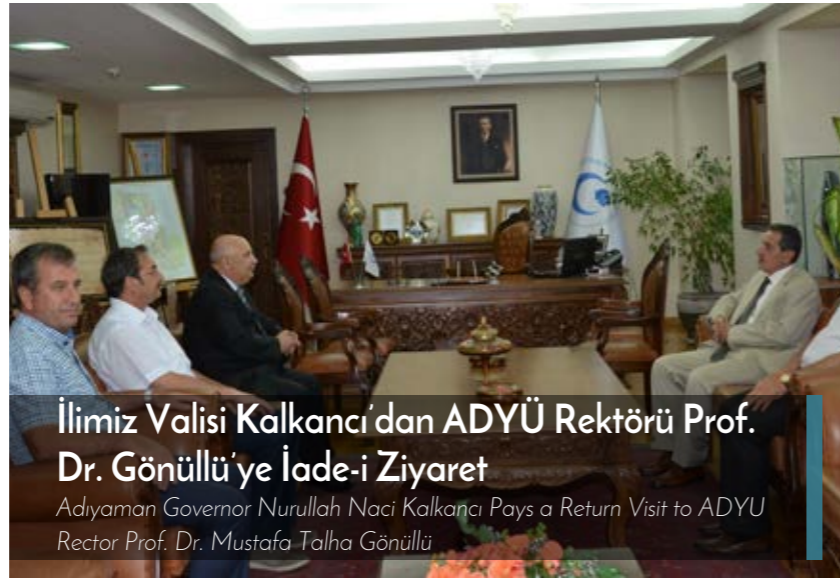 İlimiz Valisi Kalkancı'dan ADYÜ Rektörü Prof.
Dr. Gönüllü'ye İade-i Ziyaret
Adıyaman Governor Nurullah Naci Kalkancı Pays a Return Visit to ADYU
Rector Prof. Dr. Mustafa Talha Gönüllü